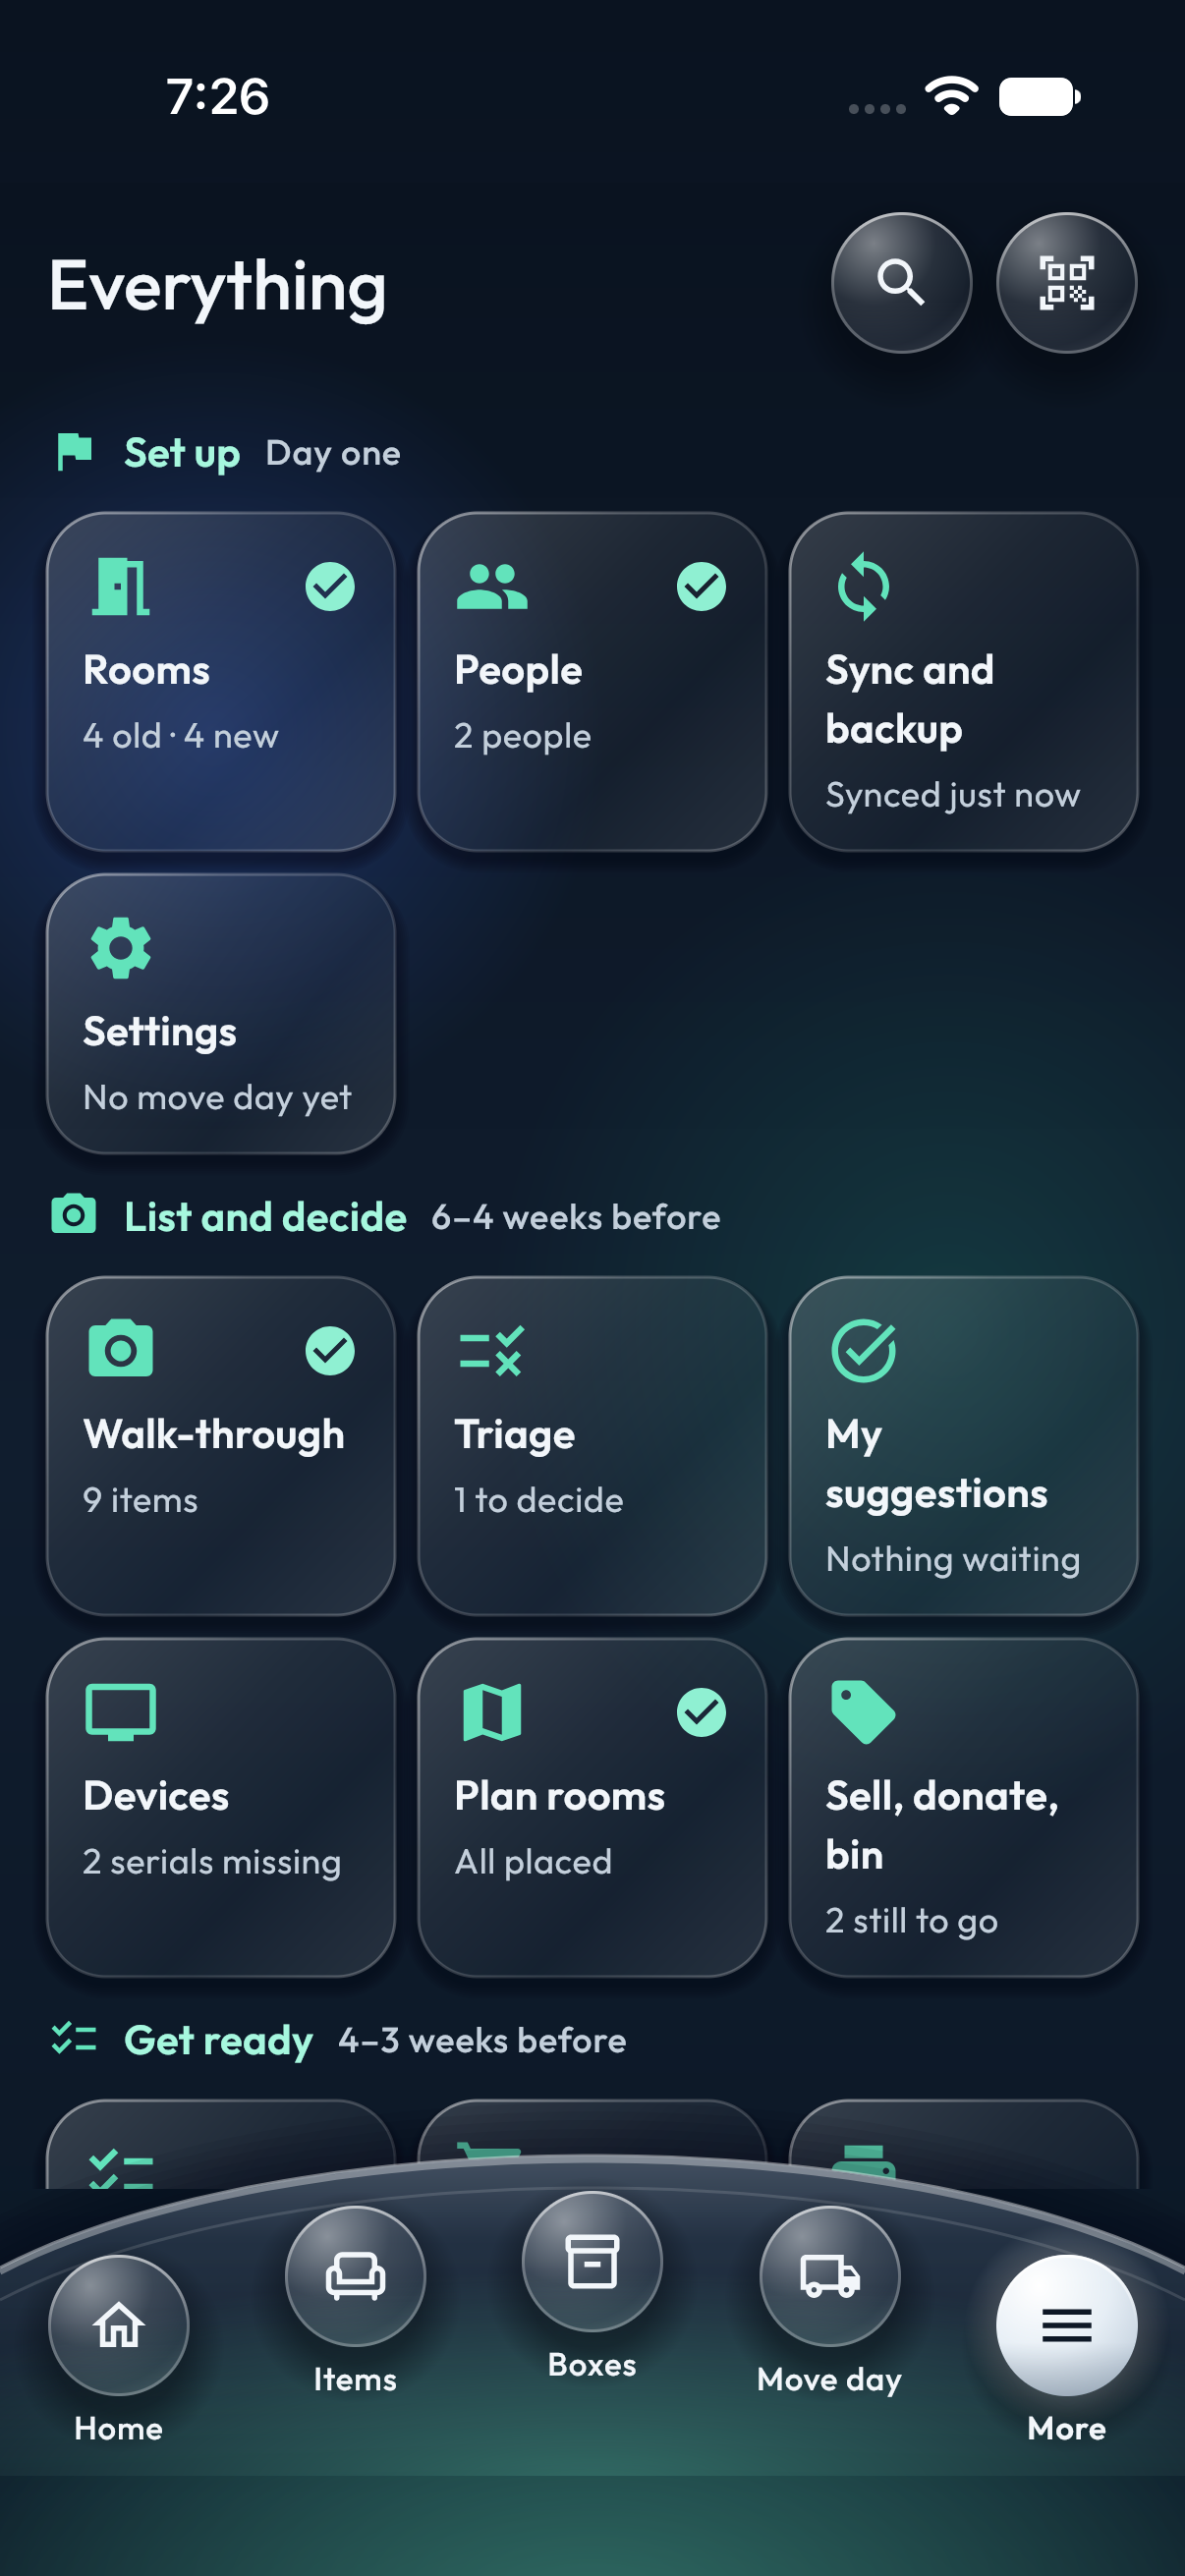 7:26
Everything
Set up Day one
Rooms
4 old · 4 new
People
2 people
Sync and
backup
Synced just now
Settings
No move day yet
List and decide 6–4 weeks before
Walk-through
9 items
Triage
1 to decide
My
suggestions
Nothing waiting
Devices
2 serials missing
Plan rooms
All placed
Sell, donate,
bin
2 still to go
Get ready 4–3 weeks before
Home
Items
Boxes
Move day
More